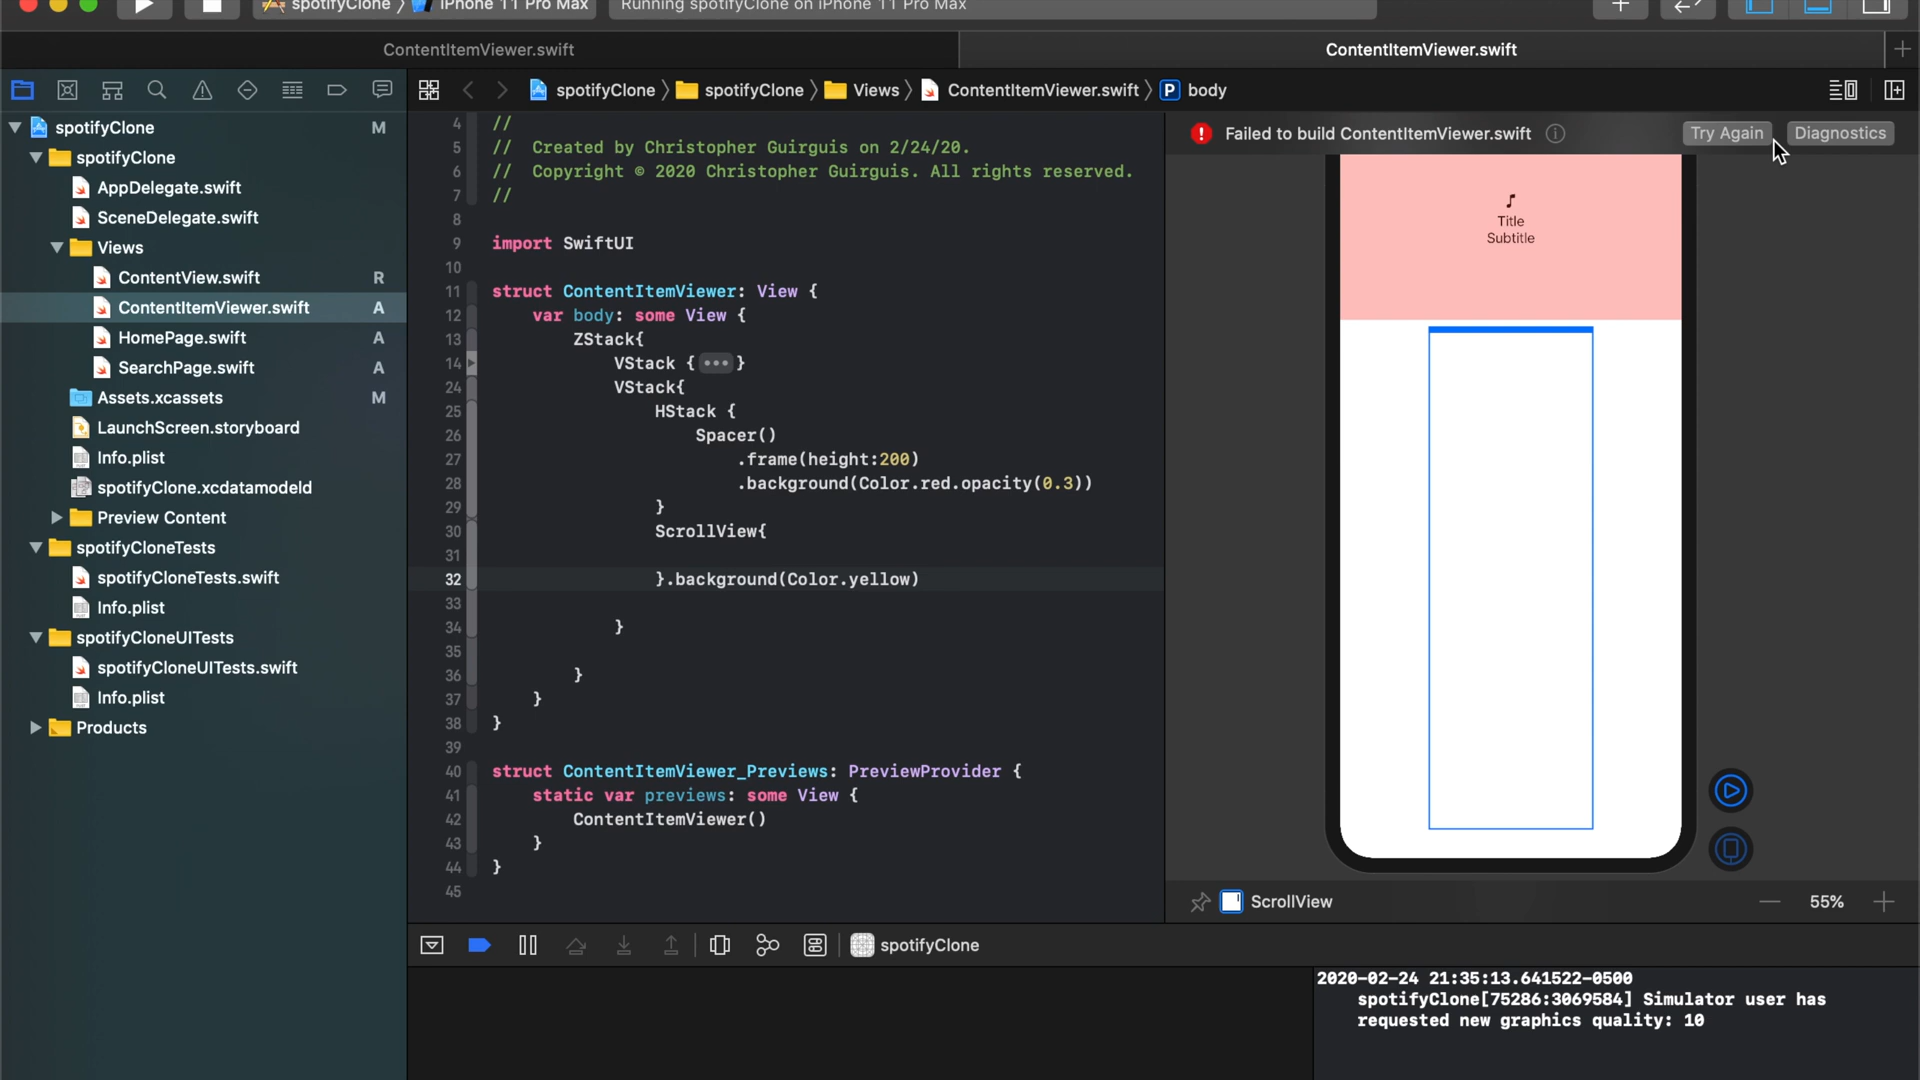 spotifyClone 〉 iPhone 11 Pro Max
Running spotifyClone on iPhone 11 Pro Max
ContentItemViewer.swift
ContentItemViewer.swift
spotifyClone 〉 spotifyClone 〉 Views 〉 ContentItemViewer.swift 〉 P body
spotifyClone M
spotifyClone
AppDelegate.swift
SceneDelegate.swift
Views
ContentView.swift R
ContentItemViewer.swift A
HomePage.swift A
SearchPage.swift A
Assets.xcassets M
LaunchScreen.storyboard
Info.plist
spotifyClone.xcdatamodeld
Preview Content
spotifyCloneTests
spotifyCloneTests.swift
Info.plist
spotifyCloneUITests
spotifyCloneUITests.swift
Info.plist
Products
4 //
5 //  Created by Christopher Guirguis on 2/24/20.
6 //  Copyright © 2020 Christopher Guirguis. All rights reserved.
7 //
8
9 import SwiftUI
10
11 struct ContentItemViewer: View {
12     var body: some View {
13         ZStack{
14             VStack { ••• }
24             VStack{
25                 HStack {
26                     Spacer()
27                         .frame(height:200)
28                         .background(Color.red.opacity(0.3))
29                 }
30                 ScrollView{
31
32                 }.background(Color.yellow)
33
34             }
35
36         }
37     }
38 }
39
40 struct ContentItemViewer_Previews: PreviewProvider {
41     static var previews: some View {
42         ContentItemViewer()
43     }
44 }
45
Failed to build ContentItemViewer.swift
Try Again
Diagnostics
Title
Subtitle
ScrollView
55%
spotifyClone
2020-02-24 21:35:13.641522-0500
spotifyClone[75286:3069584] Simulator user has
requested new graphics quality: 10